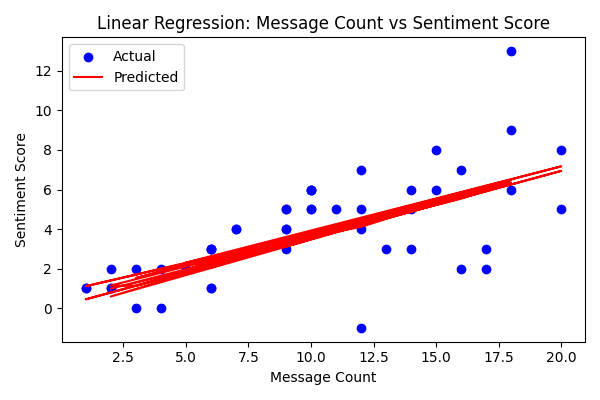 Linear Regression: Message Count vs Sentiment Score
Actual
Predicted
Sentiment Score
12
10
8
6
4
2
0
2.5 5.0 7.5 10.0 12.5 15.0 17.5 20.0
Message Count